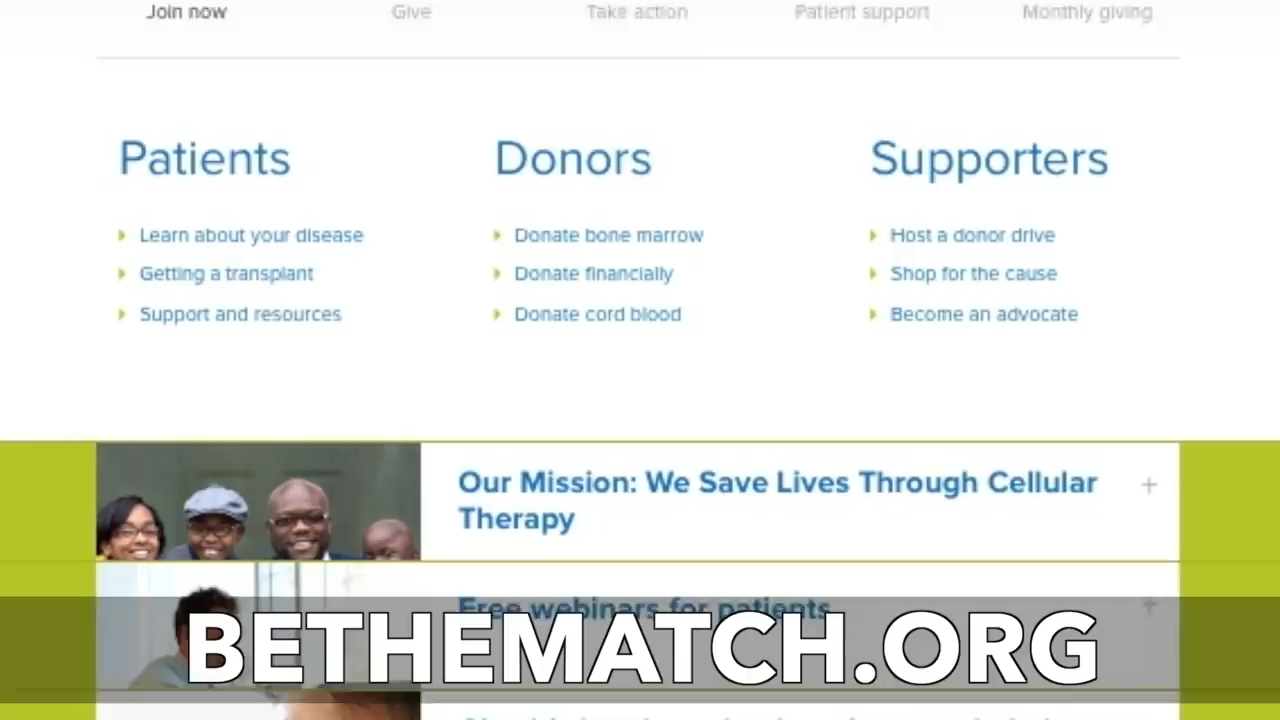 Join now Give Take action Patient support Monthly giving
Patients Donors Supporters
Learn about your disease Donate bone marrow Host a donor drive
Getting a transplant Donate financially Shop for the cause
Support and resources Donate cord blood Become an advocate
Our Mission: We Save Lives Through Cellular
Therapy
Free webinars for patients
BETHEMATCH.ORG